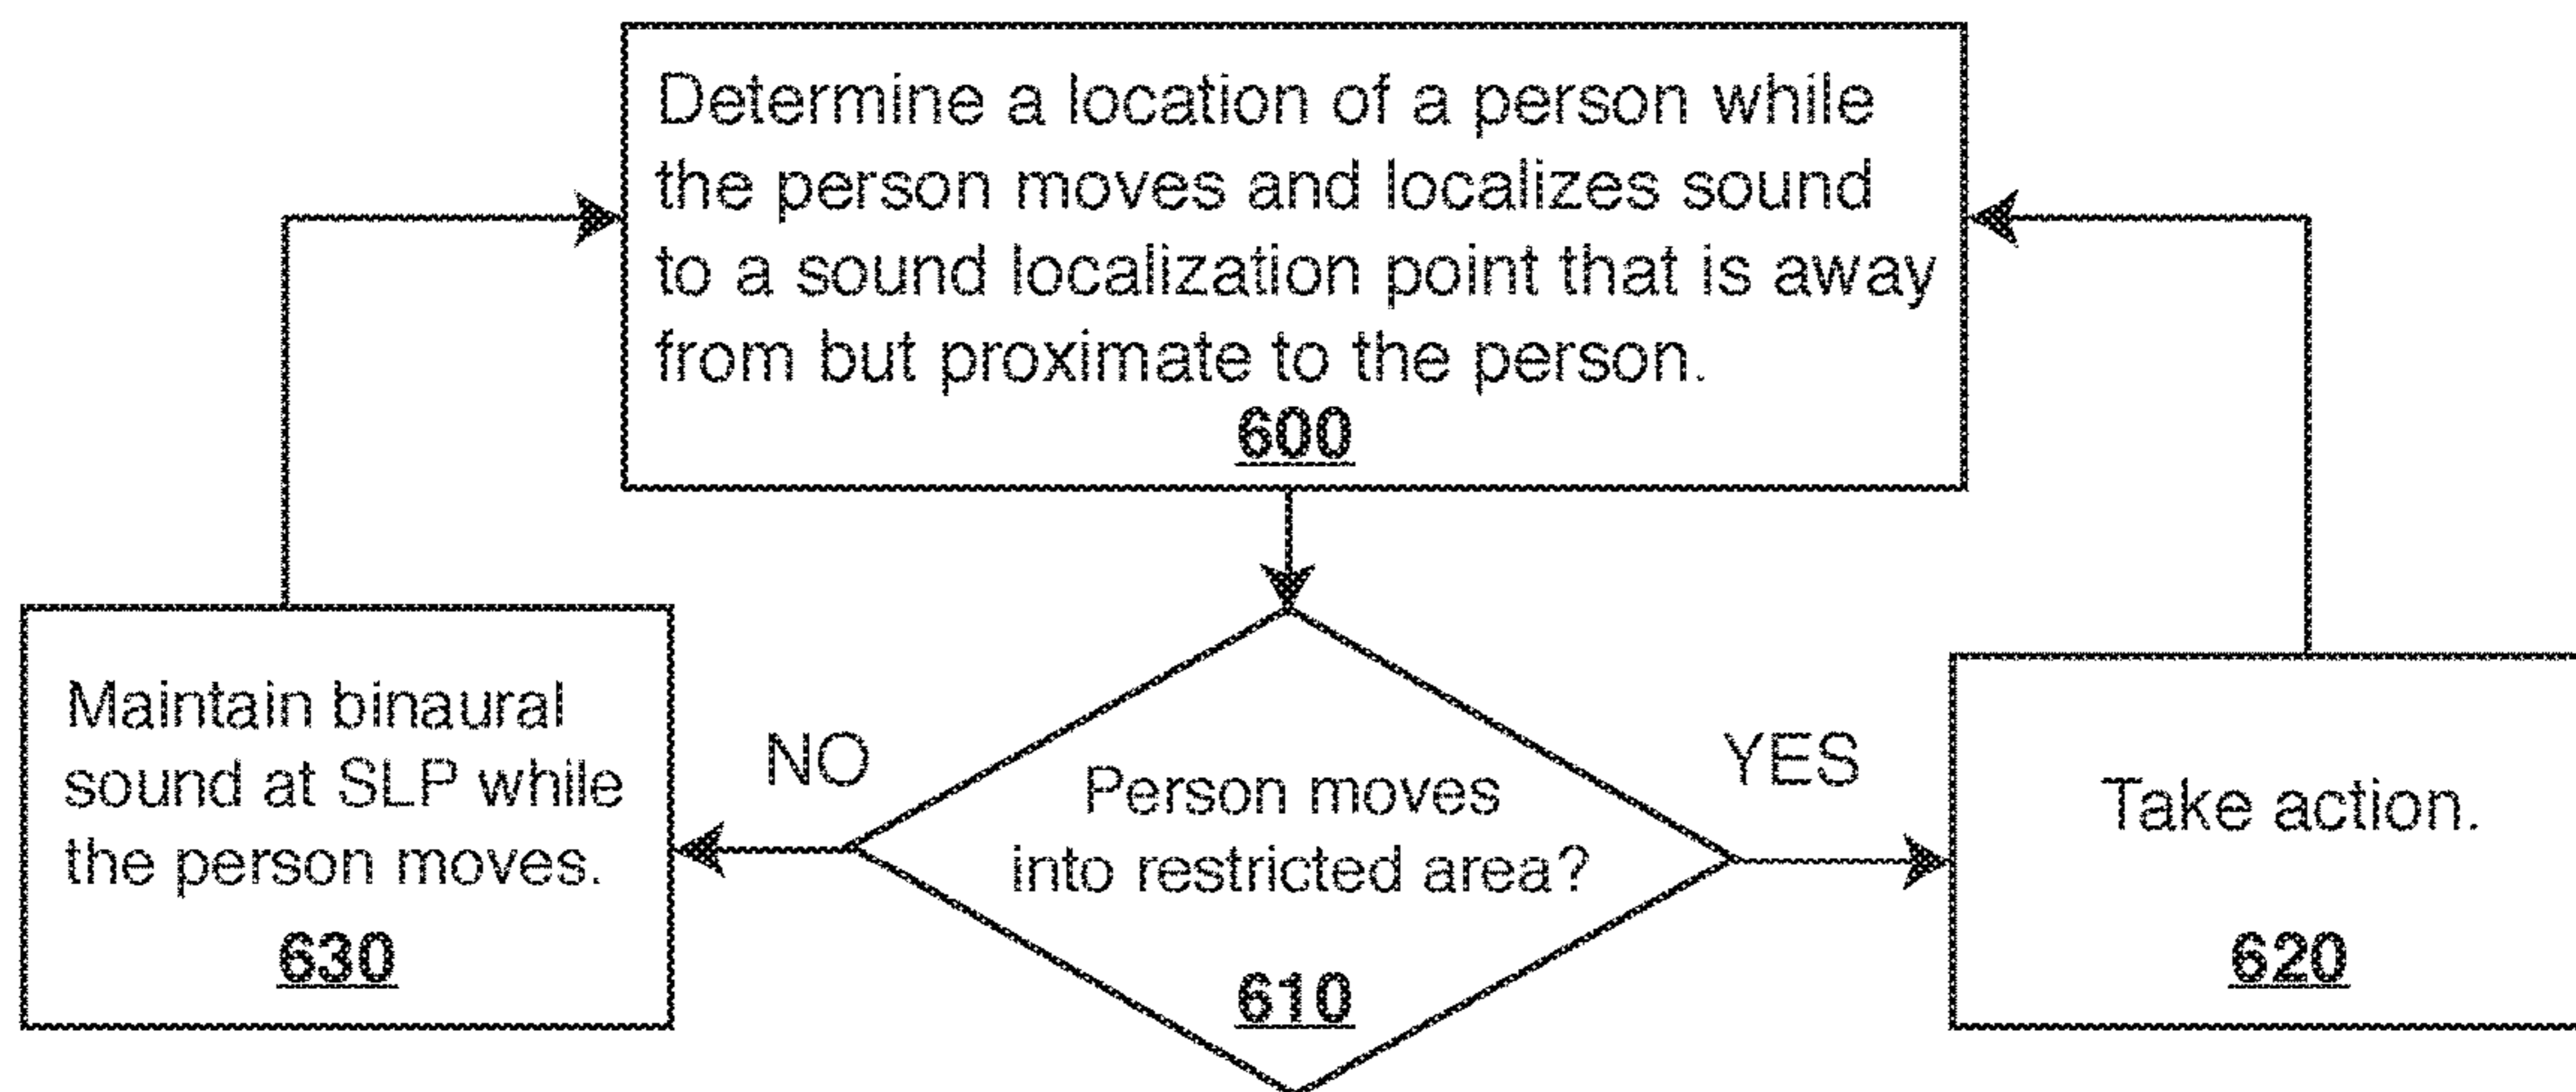 Determine a location of a person while
the person moves and localizes sound
to a sound localization point that is away
from but proximate to the person.
600
Maintain binaural
sound at SLP while
the person moves.
630
NO
Person moves
into restricted area?
610
YES
Take action.
620